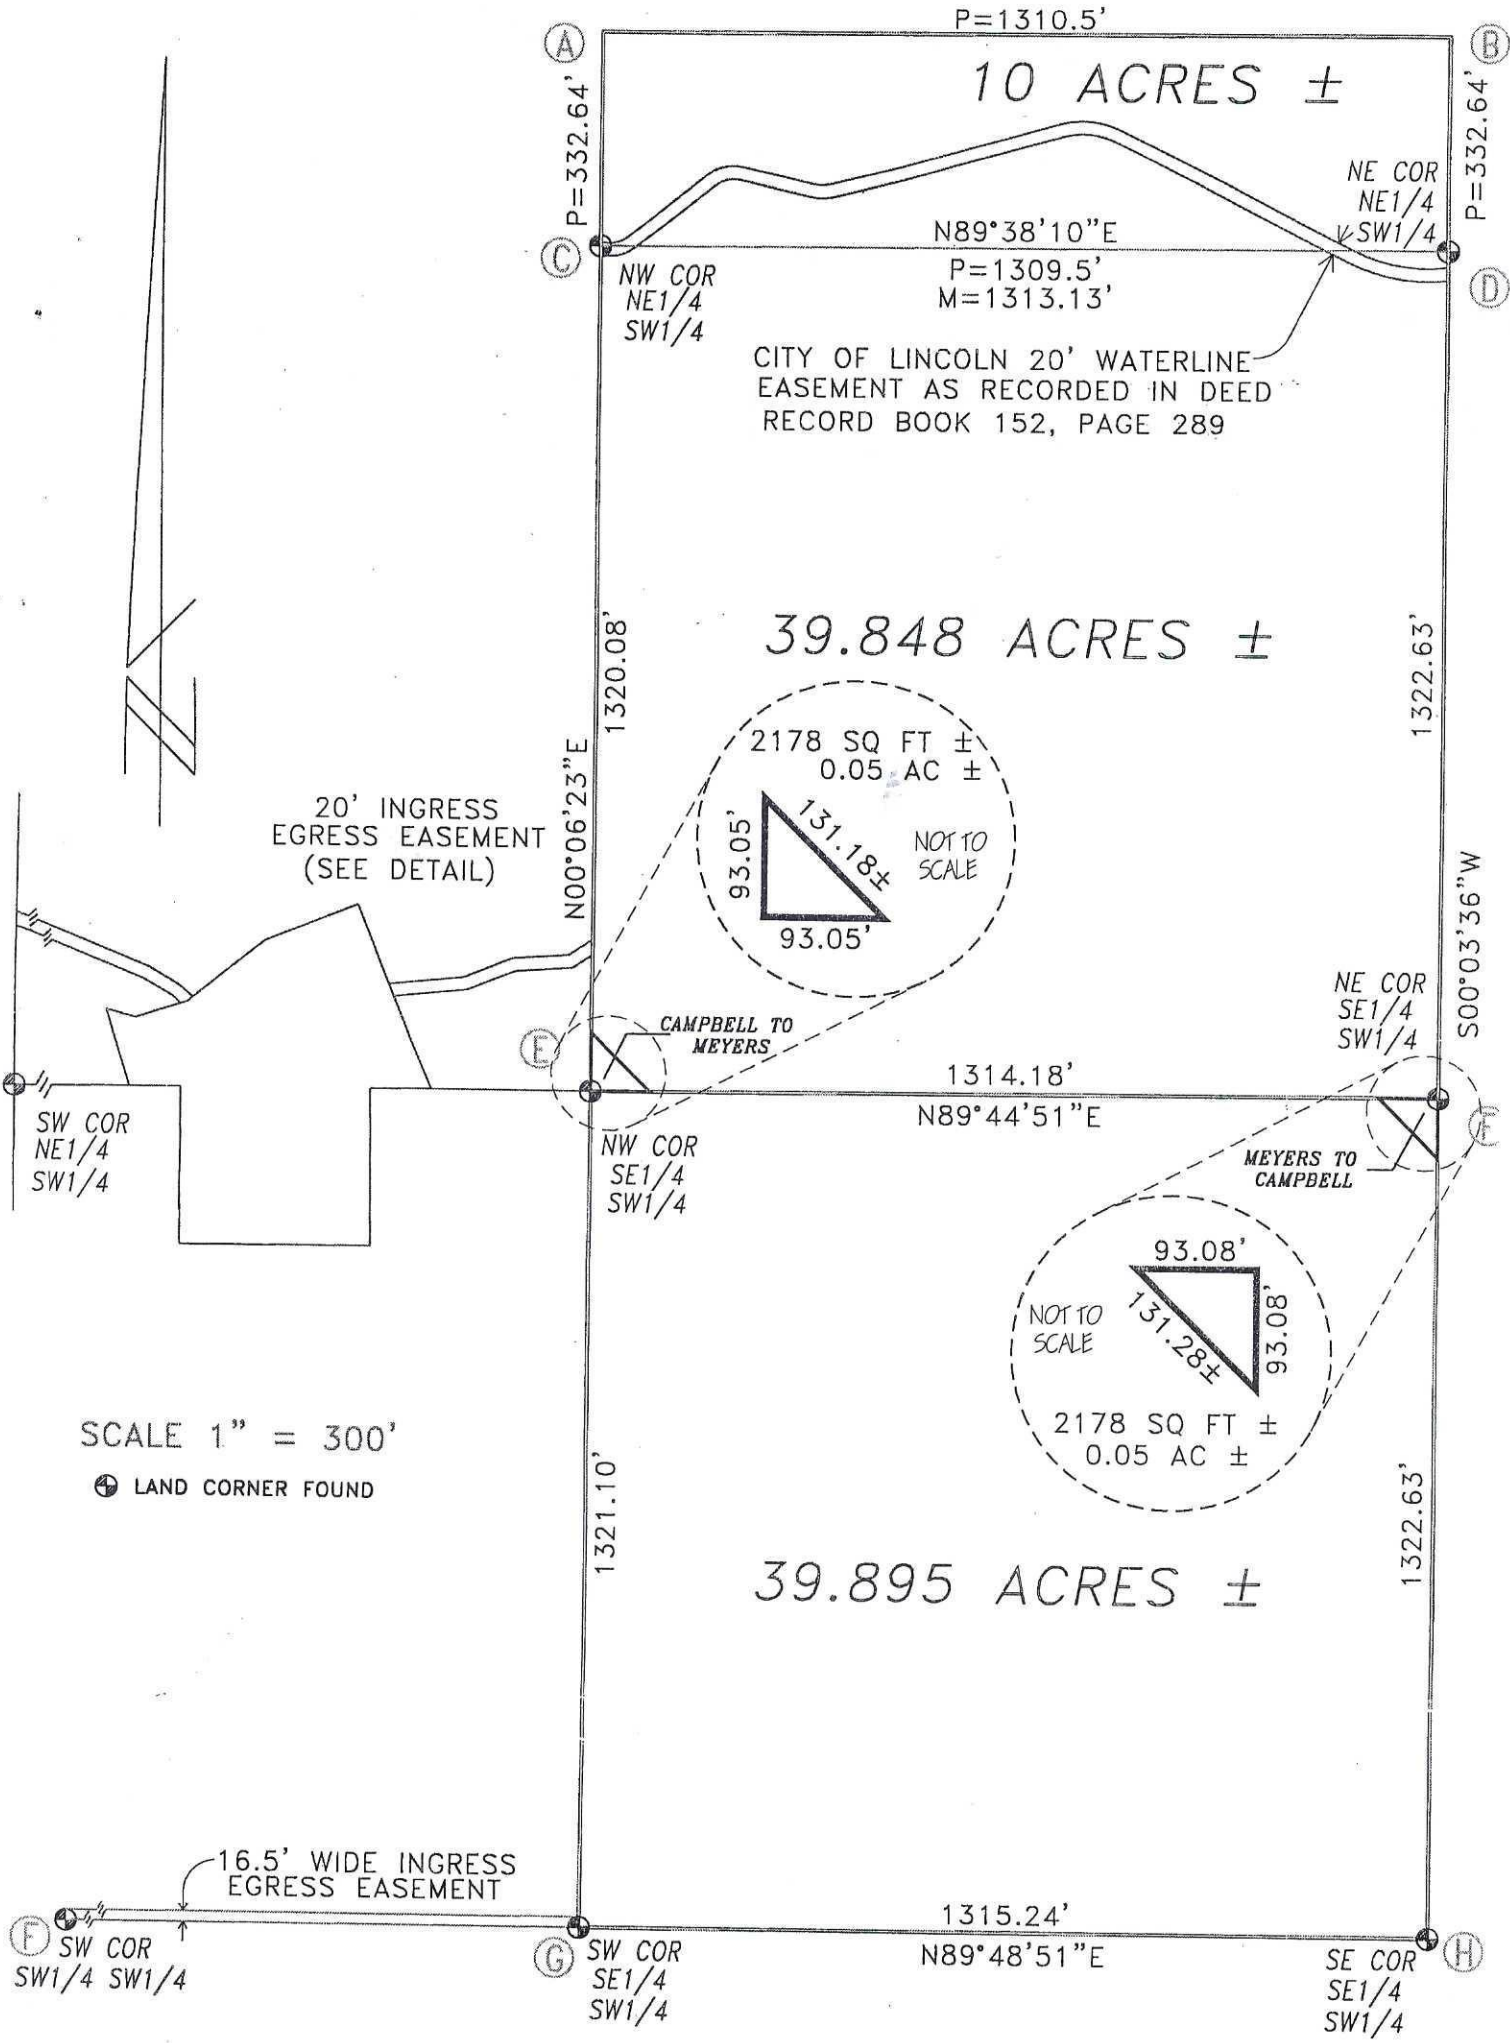 P=1310.5'
A
B
10 ACRES ±
P=332.64'
P=332.64'
NE COR
NE1/4
SW1/4
N89°38'10"E
C
P=1309.5'
M=1313.13'
D
NW COR
NE1/4
SW1/4
CITY OF LINCOLN 20' WATERLINE
EASEMENT AS RECORDED IN DEED
RECORD BOOK 152, PAGE 289
N
1320.08'
39.848 ACRES ±
1322.63'
2178 SQ FT ±
0.05 AC ±
N00°06'23"E
20' INGRESS
EGRESS EASEMENT
(SEE DETAIL)
93.05'
131.18±
NOT TO
SCALE
93.05'
S00°03'36"W
NE COR
SE1/4
SW1/4
E
CAMPBELL TO
MEYERS
1314.18'
N89°44'51"E
F
SW COR
NE1/4
SW1/4
NW COR
SE1/4
SW1/4
MEYERS TO
CAMPBELL
93.08'
NOT TO
SCALE
131.28±
93.08'
2178 SQ FT ±
0.05 AC ±
SCALE 1" = 300'
LAND CORNER FOUND
1321.10'
1322.63'
39.895 ACRES ±
16.5' WIDE INGRESS
EGRESS EASEMENT
1315.24'
N89°48'51"E
F
SW COR
SW1/4 SW1/4
G
SW COR
SE1/4
SW1/4
SE COR
SE1/4
SW1/4
H